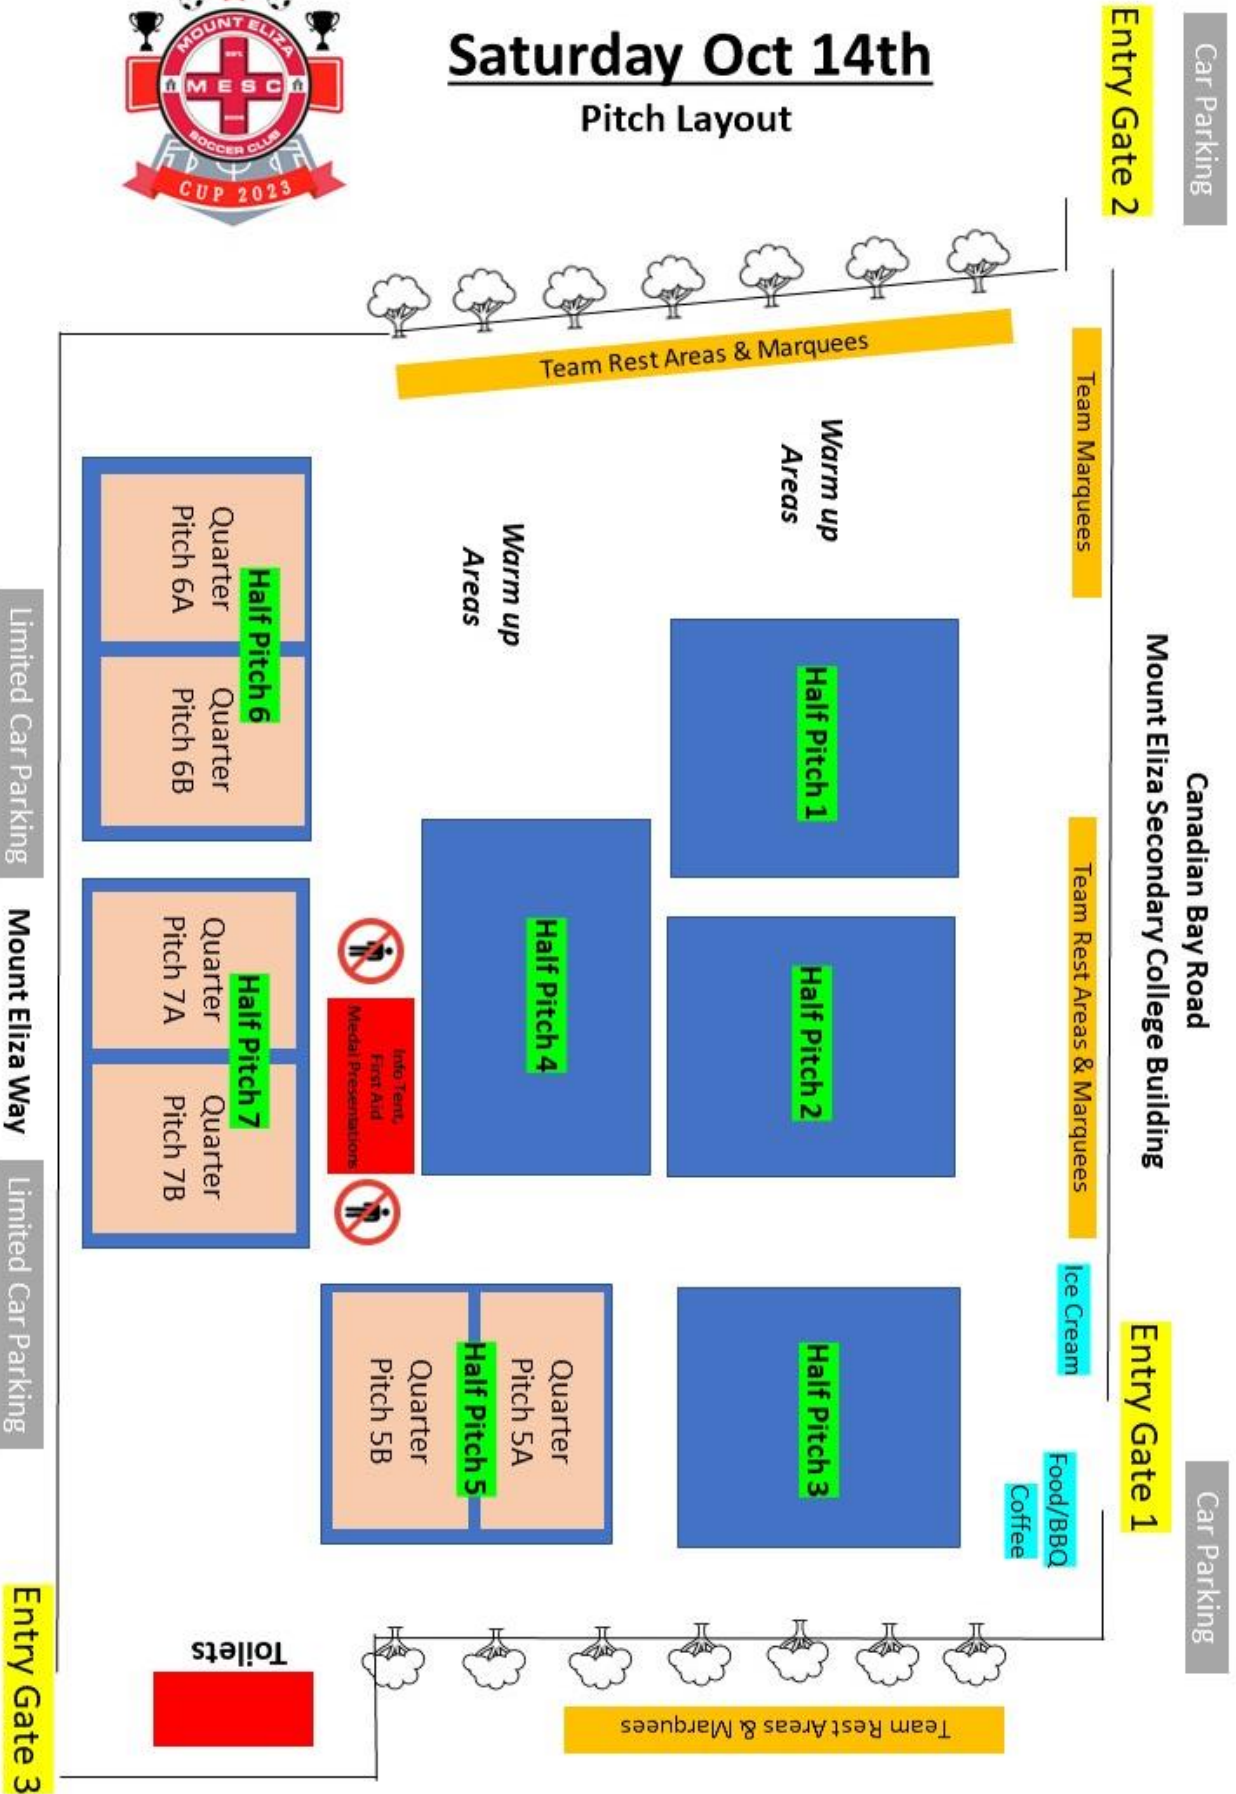 MOUNT ELIZA
MESC
SOCCER CLUB
CUP 2023
Saturday Oct 14th
Pitch Layout
Entry Gate 2
Car Parking
Team Rest Areas & Marquees
Team Marquees
Warm up
Areas
Warm up
Areas
Canadian Bay Road
Mount Eliza Secondary College Building
Half Pitch 1
Half Pitch 2
Half Pitch 3
Half Pitch 4
Team Rest Areas & Marquees
Ice Cream
Food/BBQ
Coffee
Entry Gate 1
Car Parking
Half Pitch 5
Quarter
Pitch 5A
Quarter
Pitch 5B
Half Pitch 6
Quarter
Pitch 6A
Quarter
Pitch 6B
Half Pitch 7
Quarter
Pitch 7A
Quarter
Pitch 7B
Info Tent,
First Aid
Medal Presentations
Limited Car Parking
Mount Eliza Way
Limited Car Parking
Toilets
Team Rest Areas & Marquees
Entry Gate 3